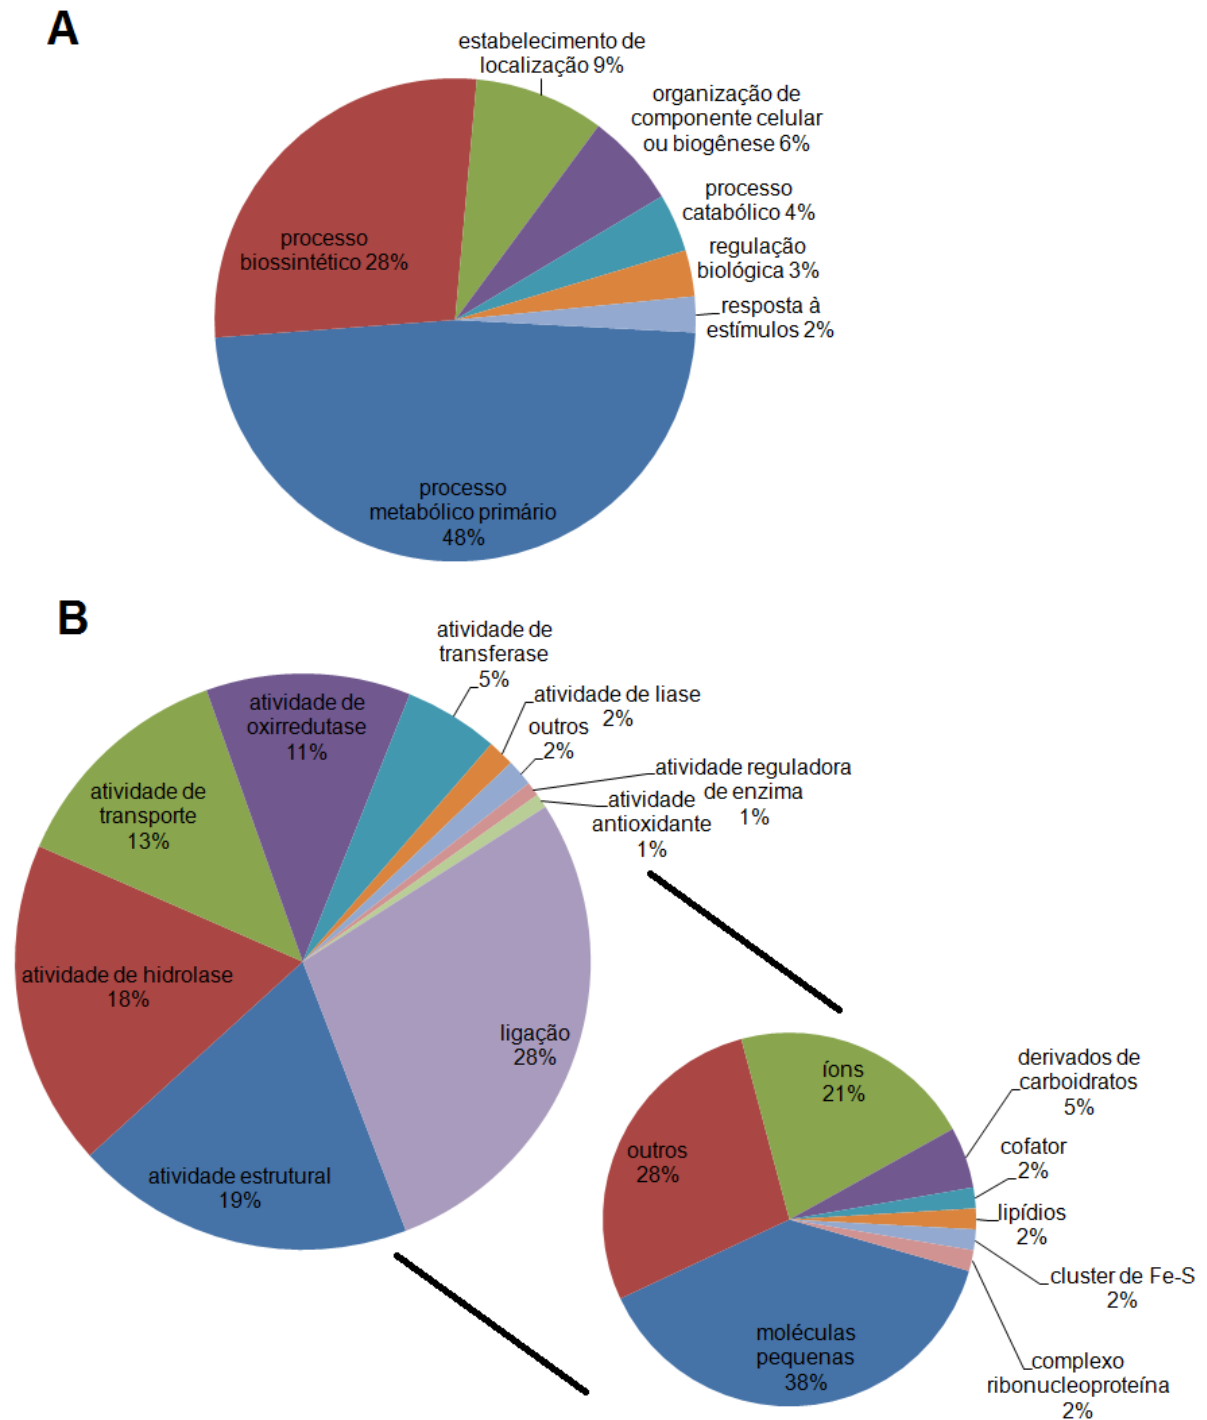 A
estabelecimento de
localização 9%
organização de
componente celular
ou biogênese 6%
processo
catabólico 4%
regulação
biológica 3%
resposta à
estímulos 2%
processo
biossintético 28%
processo
metabólico primário
48%
B
atividade de
transferase
5%
atividade de liase
2%
outros
2%
atividade reguladora
de enzima
1%
atividade
antioxidante
1%
atividade de
oxirredutase
11%
atividade de
transporte
13%
atividade de hidrolase
18%
ligação
28%
atividade estrutural
19%
íons
21%
derivados de
carboidratos
5%
outros
28%
cofator
2%
lipídios
2%
cluster de Fe-S
2%
moléculas
pequenas
38%
complexo
ribonucleoproteína
2%